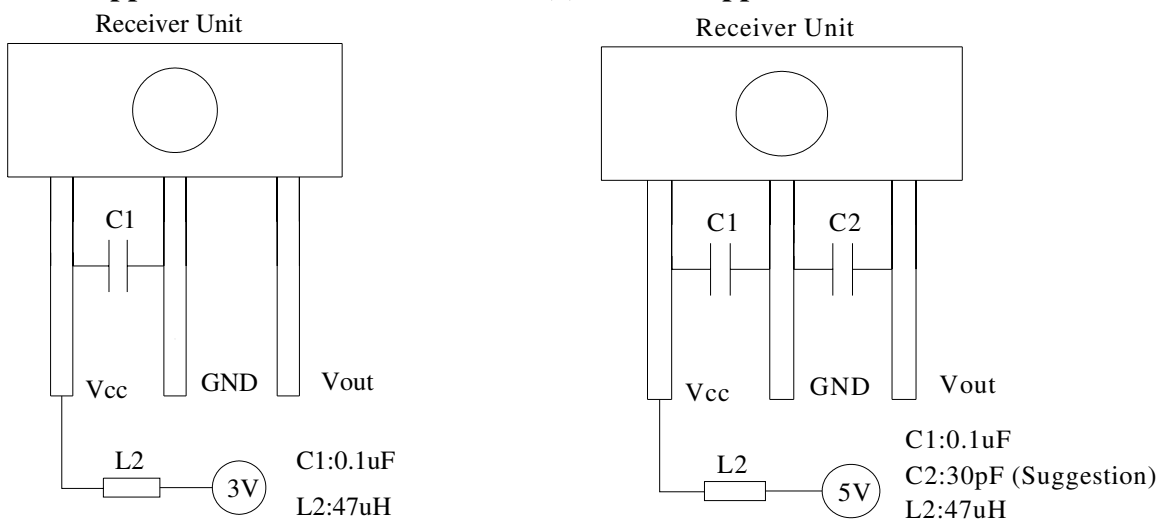 Receiver Unit
C1
Vcc
GND
Vout
L2
3V
C1:0.1uF
L2:47uH
Receiver Unit
C1
C2
Vcc
GND
Vout
L2
5V
C1:0.1uF
C2:30pF (Suggestion)
L2:47uH